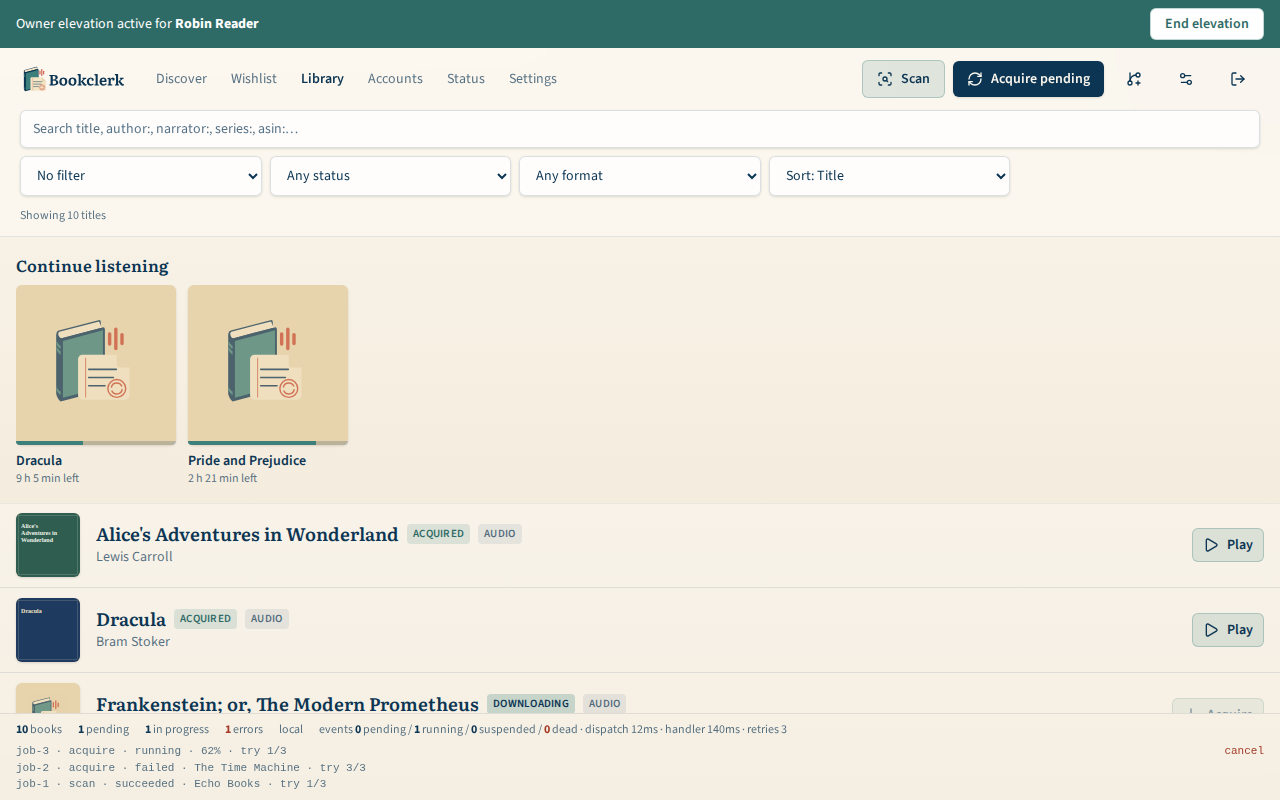 Owner elevation active for Robin Reader
End elevation
Bookclerk
Discover
Wishlist
Library
Accounts
Status
Settings
Scan
Acquire pending
Search title, author:, narrator:, series:, asin:…
No filter
Any status
Any format
Sort: Title
Showing 10 titles
Continue listening
Dracula
9 h 5 min left
Pride and Prejudice
2 h 21 min left
Alice's
Adventures in
Wonderland
Alice's Adventures in Wonderland
ACQUIRED
AUDIO
Lewis Carroll
Play
Dracula
Dracula
ACQUIRED
AUDIO
Bram Stoker
Play
Frankenstein; or, The Modern Prometheus
DOWNLOADING
AUDIO
Acquire
10 books 1 pending 1 in progress 1 errors local events 0 pending / 1 running / 0 suspended / 0 dead · dispatch 12ms · handler 140ms · retries 3
job-3 · acquire · running · 62% · try 1/3
cancel
job-2 · acquire · failed · The Time Machine · try 3/3
job-1 · scan · succeeded · Echo Books · try 1/3